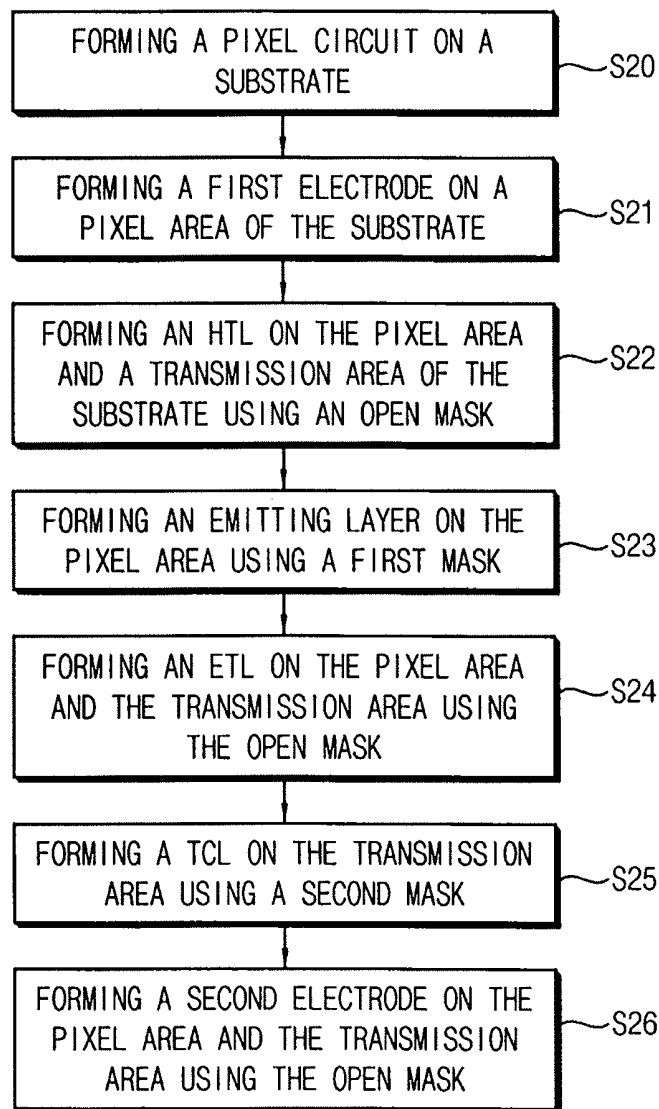 FORMING A PIXEL CIRCUIT ON A
SUBSTRATE
S20
FORMING A FIRST ELECTRODE ON A
PIXEL AREA OF THE SUBSTRATE
S21
FORMING AN HTL ON THE PIXEL AREA
AND A TRANSMISSION AREA OF THE
SUBSTRATE USING AN OPEN MASK
S22
FORMING AN EMITTING LAYER ON THE
PIXEL AREA USING A FIRST MASK
S23
FORMING AN ETL ON THE PIXEL AREA
AND THE TRANSMISSION AREA USING
THE OPEN MASK
S24
FORMING A TCL ON THE TRANSMISSION
AREA USING A SECOND MASK
S25
FORMING A SECOND ELECTRODE ON THE
PIXEL AREA AND THE TRANSMISSION
AREA USING THE OPEN MASK
S26